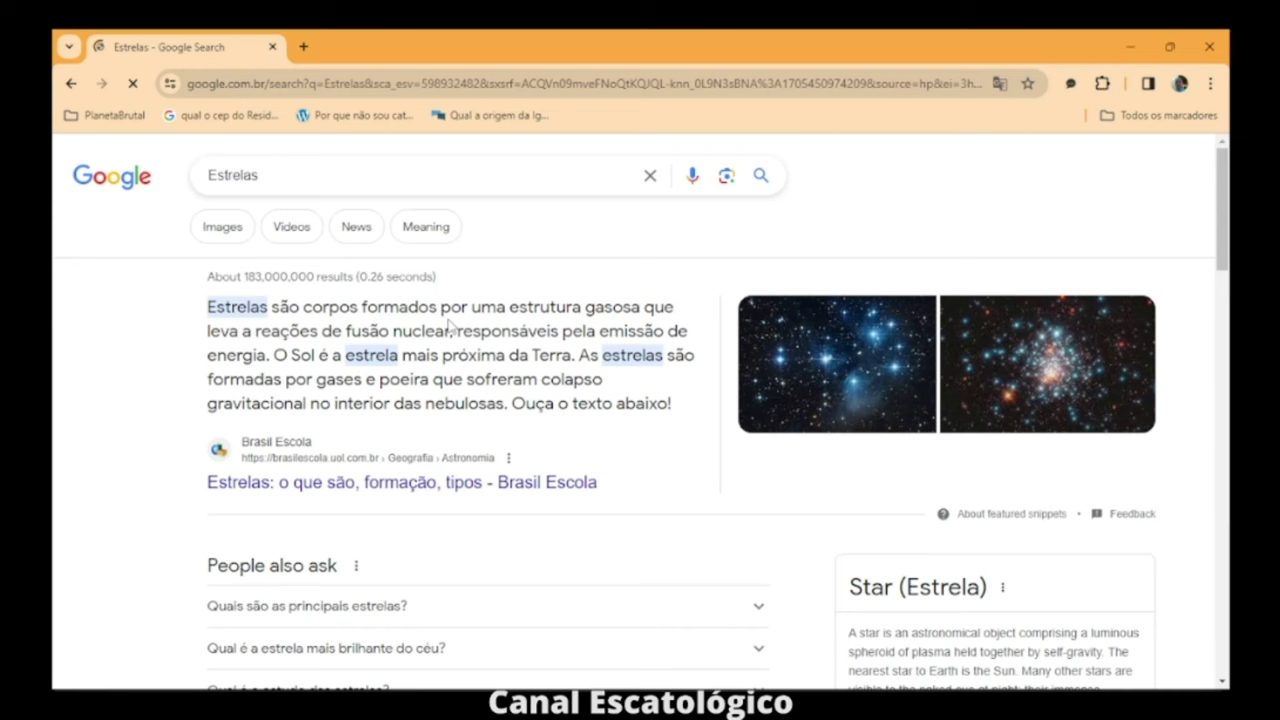 Estrelas - Google Search
google.com.br/search?q=Estrelas&sca_esv=598932482&sxsrf=ACQVn09mveFNoQtKQJQL-knn_0L9N3sBNA%3A1705450974209&source=hp&ei=3h...
PlanetaBrutal
qual o cep do Resid...
Por que não sou cat...
Qual a origem da Ig...
Todos os marcadores
Google
Estrelas
Images
Videos
News
Meaning
About 183,000,000 results (0.26 seconds)
Estrelas são corpos formados por uma estrutura gasosa que
leva a reações de fusão nuclear, responsáveis pela emissão de
energia. O Sol é a estrela mais próxima da Terra. As estrelas são
formadas por gases e poeira que sofreram colapso
gravitacional no interior das nebulosas. Ouça o texto abaixo!
Brasil Escola
https://brasilescola.uol.com.br › Geografia › Astronomia
Estrelas: o que são, formação, tipos - Brasil Escola
About featured snippets • Feedback
People also ask
Quais são as principais estrelas?
Qual é a estrela mais brilhante do céu?
Star (Estrela)
A star is an astronomical object comprising a luminous
spheroid of plasma held together by self-gravity. The
nearest star to Earth is the Sun. Many other stars are
Canal Escatológico